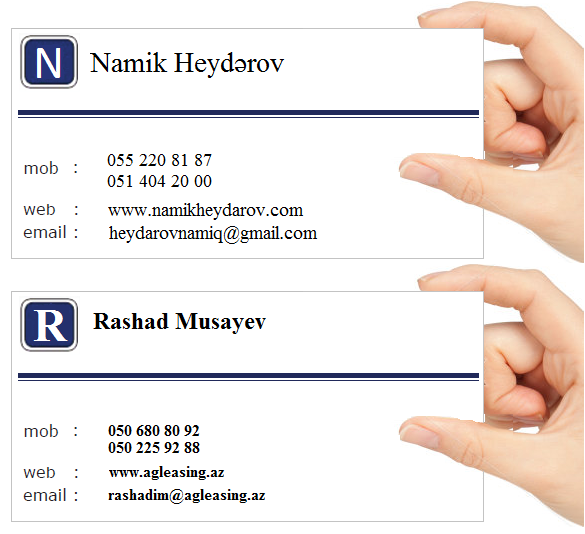 N Namik Heydərov
mob : 055 220 81 87
051 404 20 00
web : www.namikheydarov.com
email : heydarovnamiq@gmail.com
R Rashad Musayev
mob : 050 680 80 92
050 225 92 88
web : www.agleasing.az
email : rashadim@agleasing.az